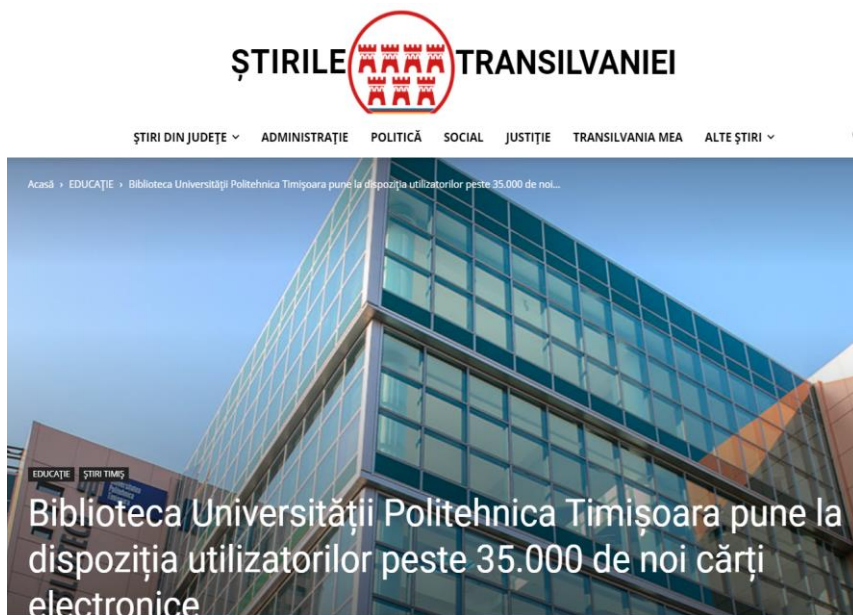 ȘTIRILE TRANSILVANIEI
ȘTIRI DIN JUDEȚE ADMINISTRAȚIE POLITICĂ SOCIAL JUSTIȚIE TRANSILVANIA MEA ALTE ȘTIRI
Acasă › EDUCAȚIE › Biblioteca Universității Politehnica Timișoara pune la dispoziția utilizatorilor peste 35.000 de noi...
EDUCAȚIE ȘTIRI TIMIȘ
Biblioteca Universității Politehnica Timișoara pune la
dispoziția utilizatorilor peste 35.000 de noi cărți
electronice